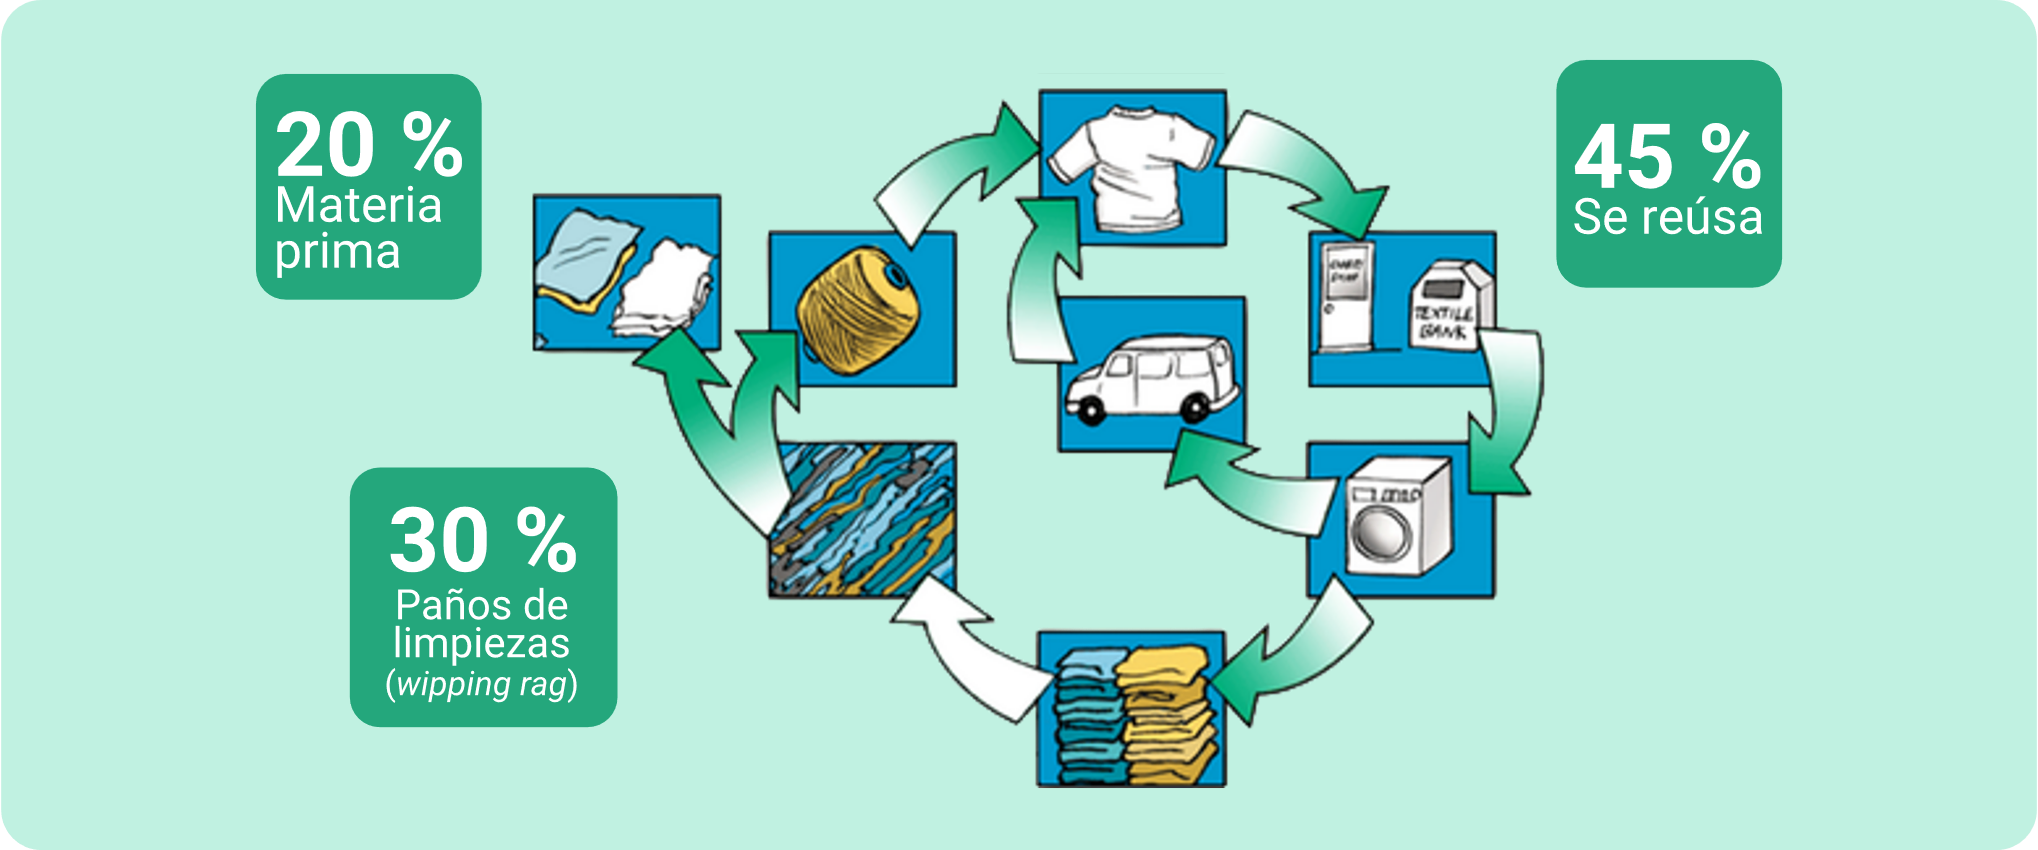 20 %
Materia
prima
45 %
Se reúsa
TEXTILE
BANK
30 %
Paños de
limpiezas
(wipping rag)